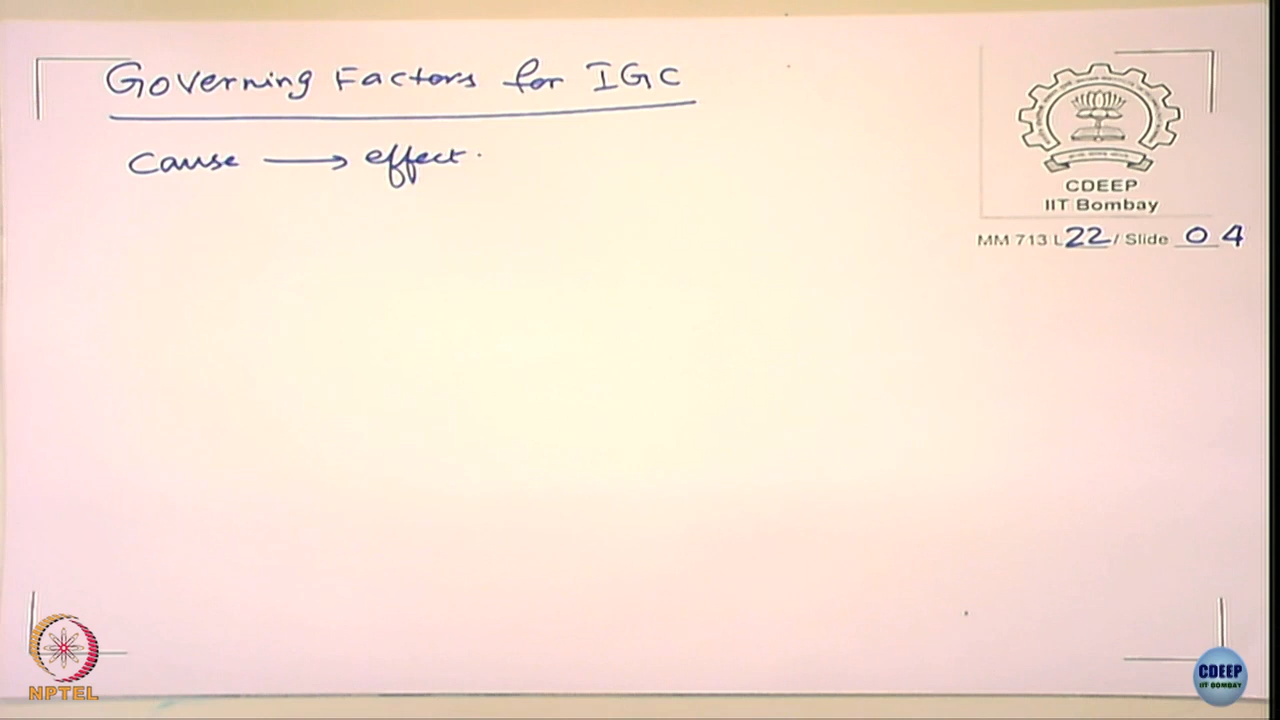 Governing Factors for IGC
cause → effect.
CDEEP
IIT Bombay
MM 713 L22 / Slide 04
NPTEL
CDEEP
IIT BOMBAY